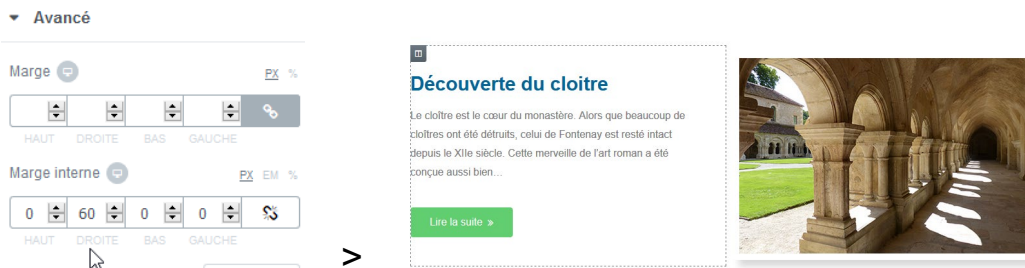 Avancé
Marge PX %
HAUT DROITE BAS GAUCHE
Marge interne PX EM %
0 60 0 0
HAUT DROITE BAS GAUCHE
>
Découverte du cloitre
Le cloître est le cœur du monastère. Alors que beaucoup de
cloîtres ont été détruits, celui de Fontenay est resté intact
depuis le XIIe siècle. Cette merveille de l'art roman a été
conçue aussi bien…
Lire la suite »